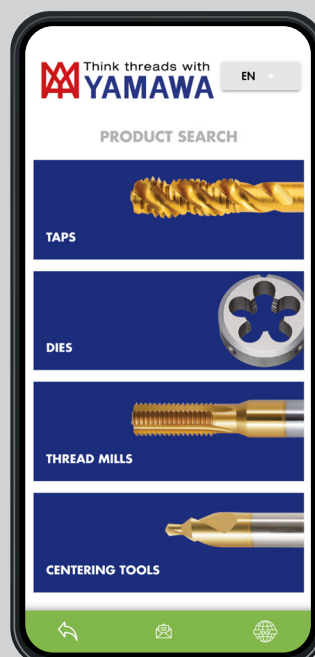 Think threads with
YAMAWA
EN
PRODUCT SEARCH
TAPS
DIES
THREAD MILLS
CENTERING TOOLS